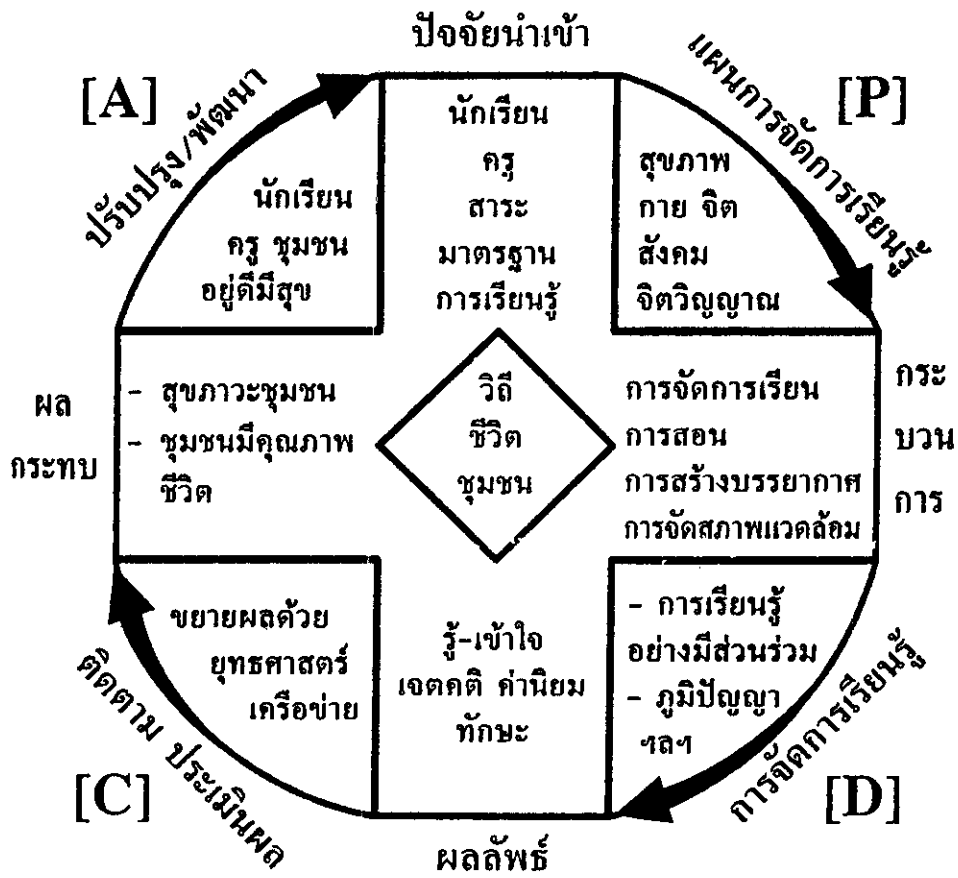 ปัจจัยนำเข้า
[A]
ปรับปรุง/พัฒนา
[P]
แผนการจัดการเรียนรู้
นักเรียน
ครู
สาระ
มาตรฐาน
การเรียนรู้
นักเรียน
ครู ชุมชน
อยู่ดีมีสุข
สุขภาพ
กาย จิต
สังคม
จิตวิญญาณ
ผล
กระทบ
- สุขภาวะชุมชน
- ชุมชนมีคุณภาพ
ชีวิต
วิถี
ชีวิต
ชุมชน
การจัดการเรียน
การสอน
การสร้างบรรยากาศ
การจัดสภาพแวดล้อม
กระ
บวน
การ
ขยายผลด้วย
ยุทธศาสตร์
เครือข่าย
รู้-เข้าใจ
เจตคติ ค่านิยม
ทักษะ
- การเรียนรู้
อย่างมีส่วนร่วม
- ภูมิปัญญา
ฯลฯ
ติดตาม ประเมินผล
[C]
การจัดการเรียนรู้
[D]
ผลลัพธ์